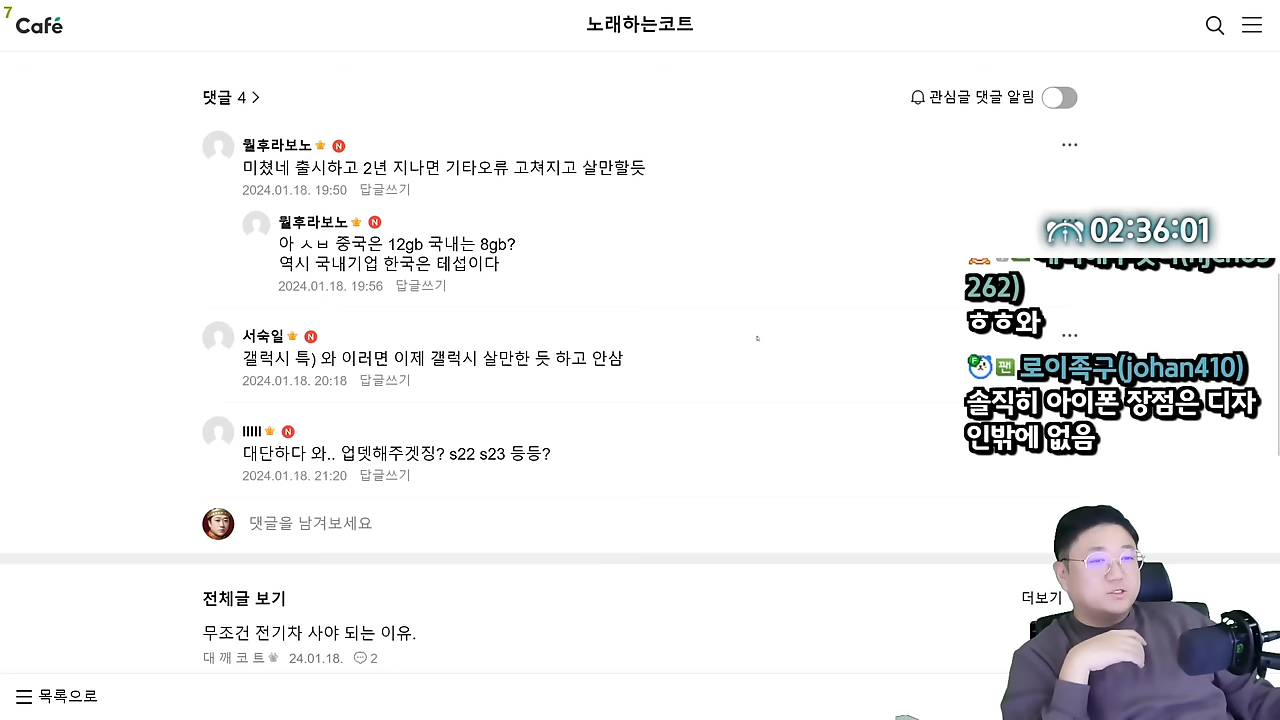 7
Café
노래하는코트
댓글 4
관심글 댓글 알림
월후라보노 N
미쳤네 출시하고 2년 지나면 기타오류 고쳐지고 살만할듯
2024.01.18. 19:50 답글쓰기
월후라보노 N
아 ㅅㅂ 중국은 12gb 국내는 8gb?
역시 국내기업 한국은 테섭이다
2024.01.18. 19:56 답글쓰기
서숙일 N
갤럭시 특) 와 이러면 이제 갤럭시 살만한 듯 하고 안삼
2024.01.18. 20:18 답글쓰기
lllll N
대단하다 와.. 업뎃해주겟징? s22 s23 등등?
2024.01.18. 21:20 답글쓰기
댓글을 남겨보세요
02:36:01
262)
ㅎㅎ와
F 팬 로이족구(johan410)
솔직히 아이폰 장점은 디자
인밖에 없음
전체글 보기
더보기
무조건 전기차 사야 되는 이유.
대 깨 코 트 24.01.18. 2
목록으로